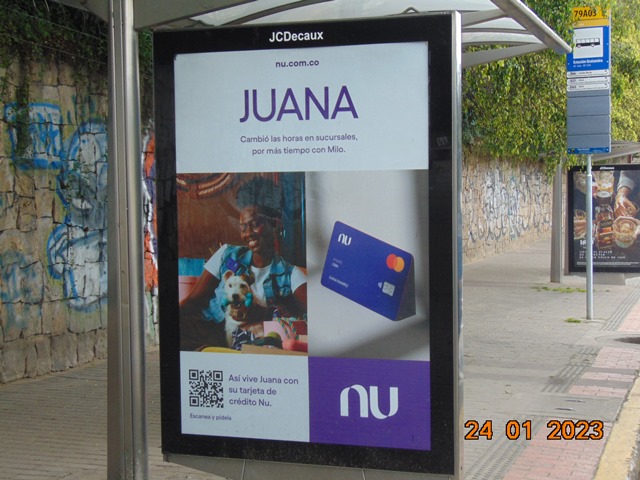 JCDecaux
nu.com.co
JUANA
Cambió las horas en sucursales,
por más tiempo con Milo.
nu
Así vive Juana con
su tarjeta de
crédito Nu.
Escanea y pídela
nu
79A03
24 01 2023